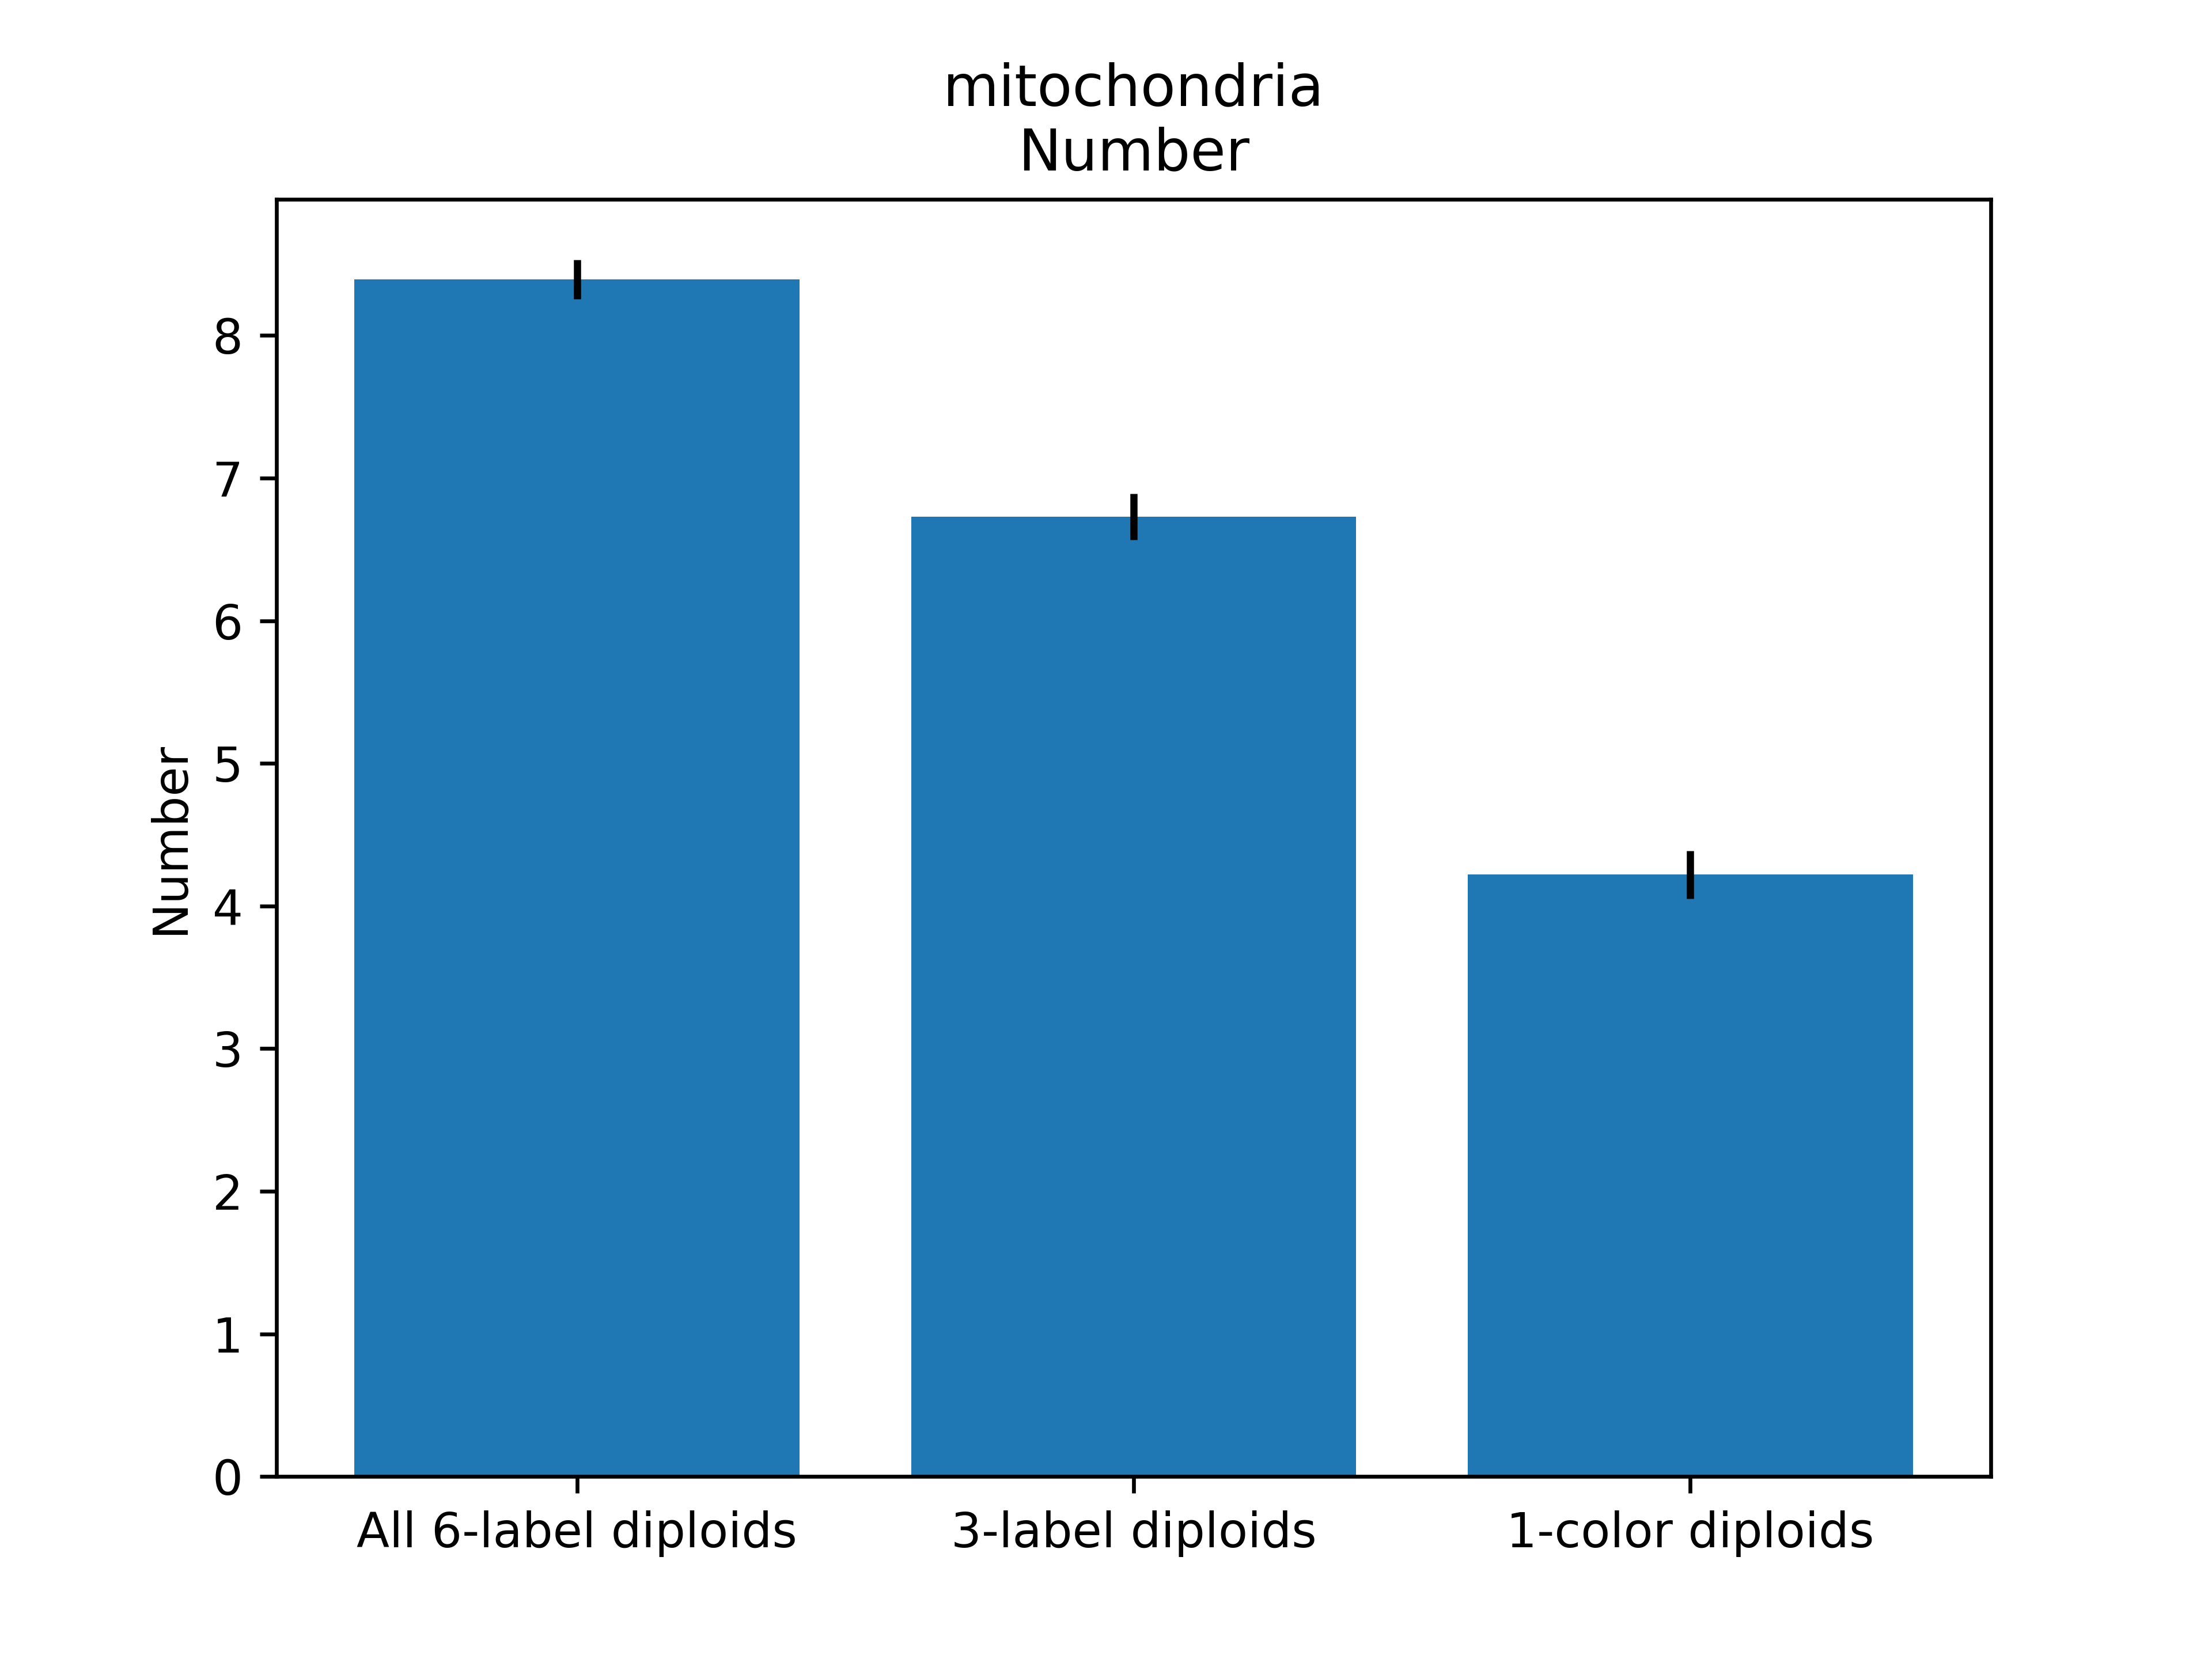 mitochondria
Number
Number
8
7
6
5
4
3
2
1
0
All 6-label diploids
3-label diploids
1-color diploids